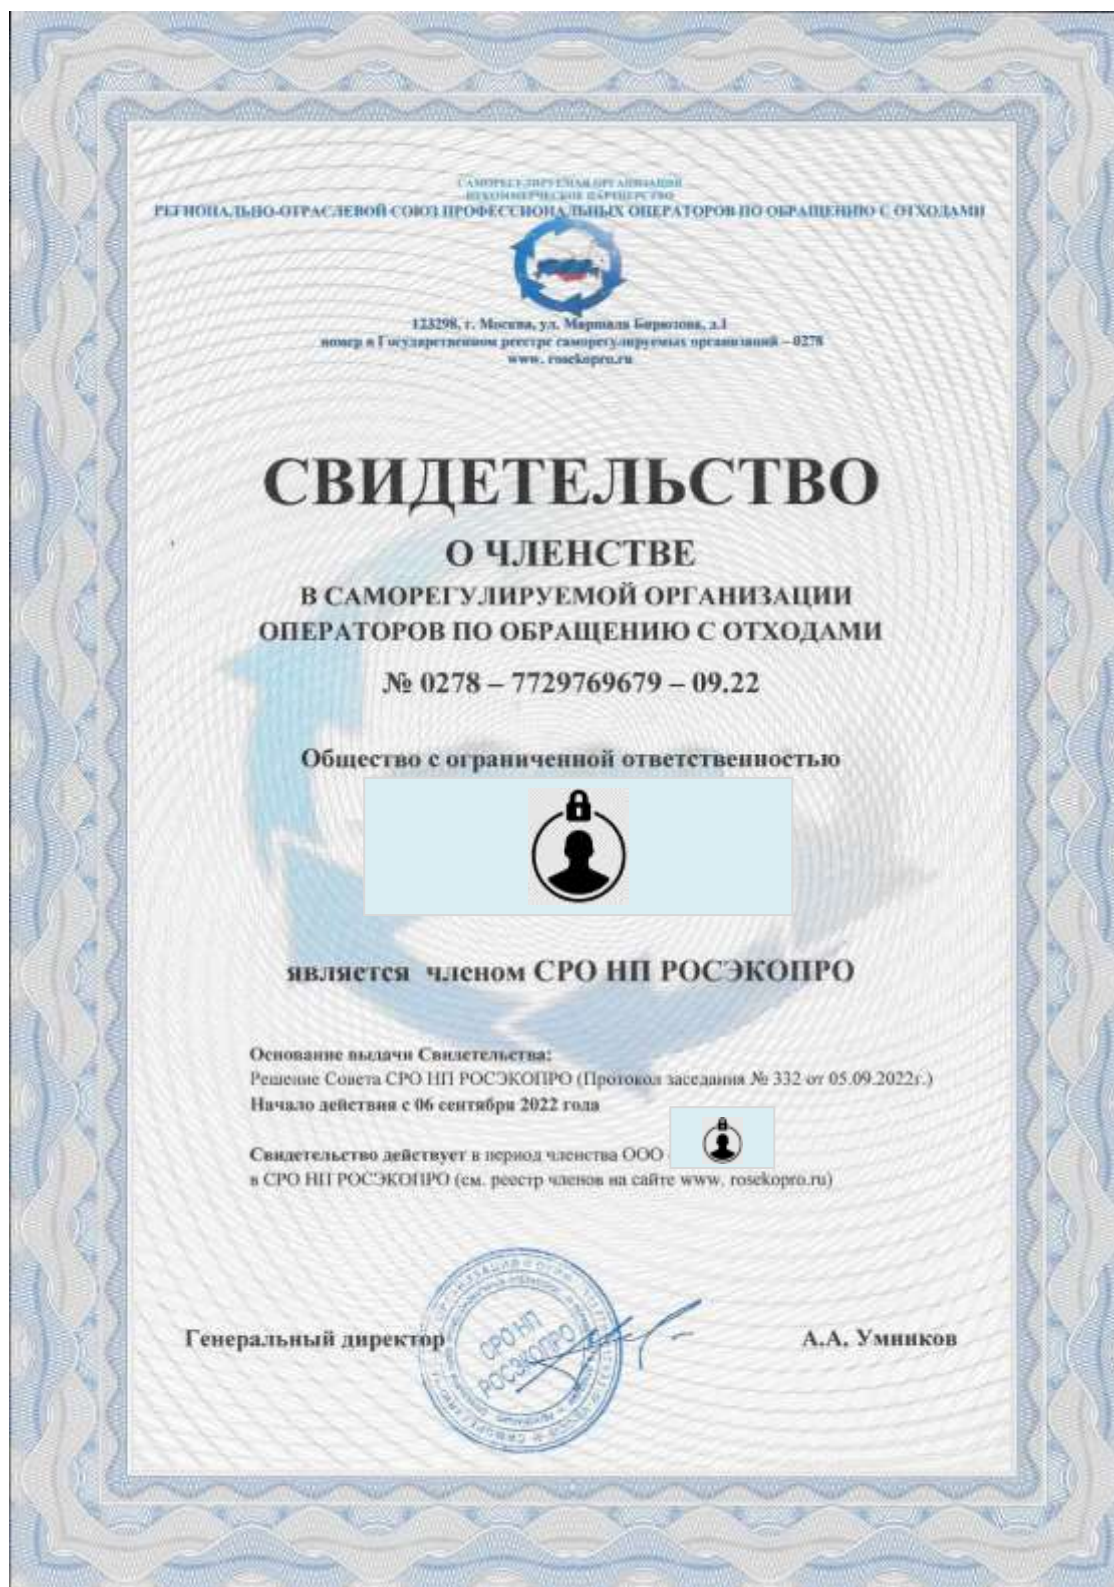 САМОРЕГУЛИРУЕМАЯ ОРГАНИЗАЦИЯ
НЕКОММЕРЧЕСКОЕ ПАРТНЕРСТВО
РЕГИОНАЛЬНО-ОТРАСЛЕВОЙ СОЮЗ ПРОФЕССИОНАЛЬНЫХ ОПЕРАТОРОВ ПО ОБРАЩЕНИЮ С ОТХОДАМИ
123298, г. Москва, ул. Маршала Бирюзова, д.1
номер в Государственном реестре саморегулируемых организаций – 0278
www. rosekopro.ru
СВИДЕТЕЛЬСТВО
О ЧЛЕНСТВЕ
В САМОРЕГУЛИРУЕМОЙ ОРГАНИЗАЦИИ
ОПЕРАТОРОВ ПО ОБРАЩЕНИЮ С ОТХОДАМИ
№ 0278 – 7729769679 – 09.22
Общество с ограниченной ответственностью
является членом СРО НП РОСЭКОПРО
Основание выдачи Свидетельства:
Решение Совета СРО НП РОСЭКОПРО (Протокол заседания № 332 от 05.09.2022г.)
Начало действия с 06 сентября 2022 года
Свидетельство действует в период членства ООО
в СРО НП РОСЭКОПРО (см. реестр членов на сайте www. rosekopro.ru)
Генеральный директор
СРО НП
РОСЭКОПРО
А.А. Умников